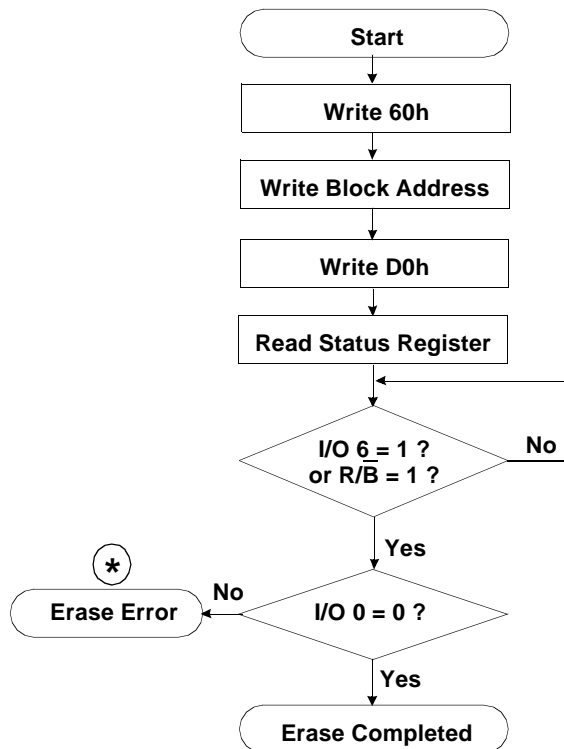 Start
Write 60h
Write Block Address
Write D0h
Read Status Register
I/O 6 = 1 ?
or R/B̅ = 1 ?
No
Yes
*
No
Erase Error
I/O 0 = 0 ?
Yes
Erase Completed